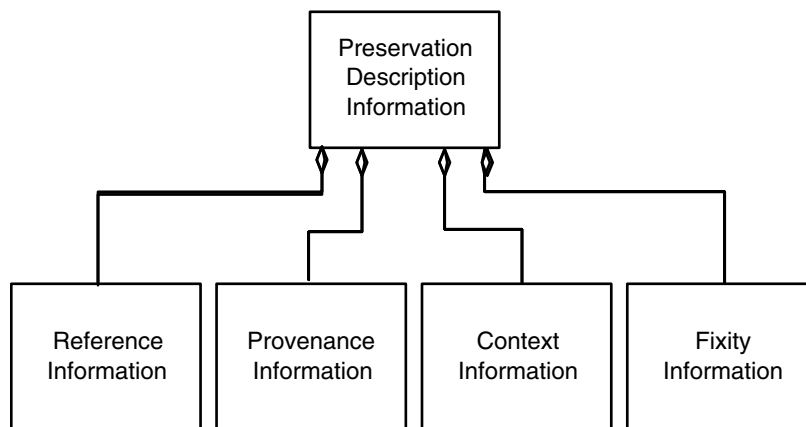 Preservation
Description
Information
Reference
Information
Provenance
Information
Context
Information
Fixity
Information